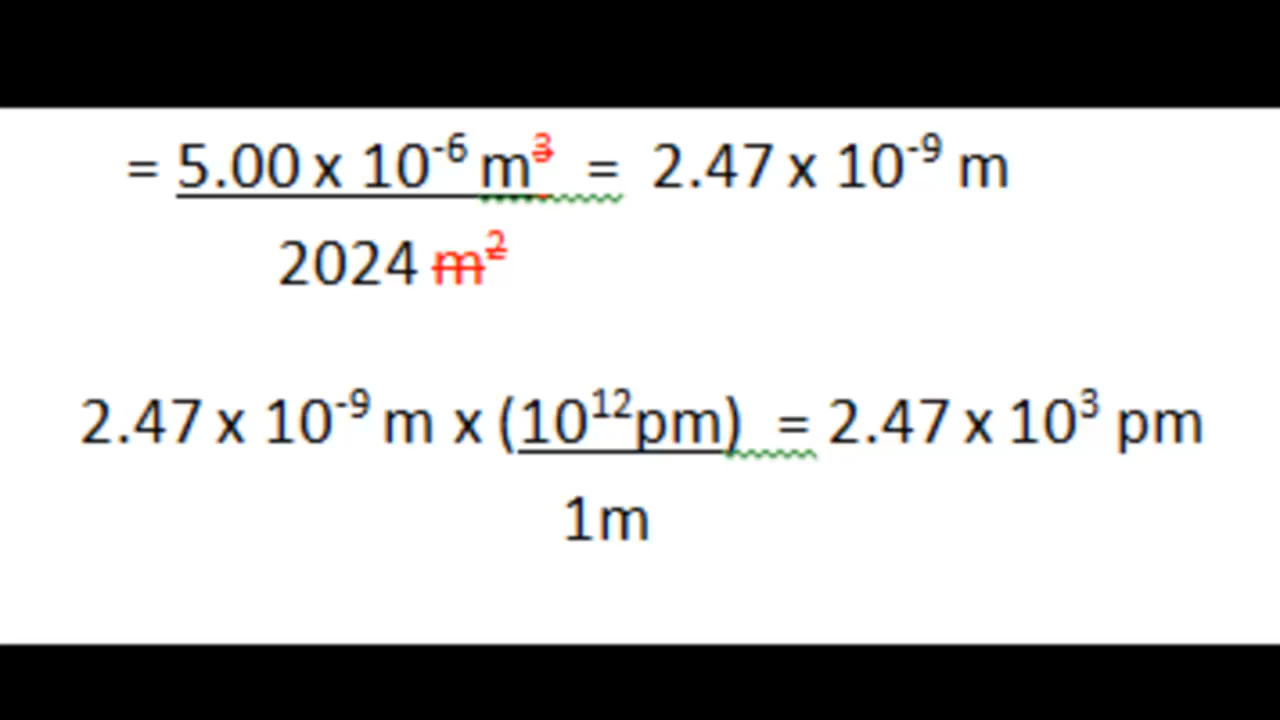 = 5.00 x 10⁻⁶ m³ = 2.47 x 10⁻⁹ m
2024 m²
2.47 x 10⁻⁹ m x (10¹²pm) = 2.47 x 10³ pm
1m